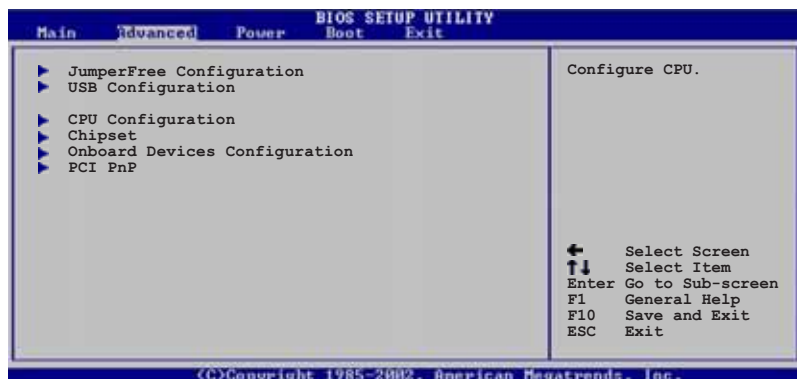 BIOS SETUP UTILITY
Main Advanced Power Boot Exit
JumperFree Configuration
USB Configuration
CPU Configuration
Chipset
Onboard Devices Configuration
PCI PnP
Configure CPU.
Select Screen
Select Item
Enter Go to Sub-screen
F1 General Help
F10 Save and Exit
ESC Exit
(C)Copyright 1985-2002, American Megatrends, Inc.